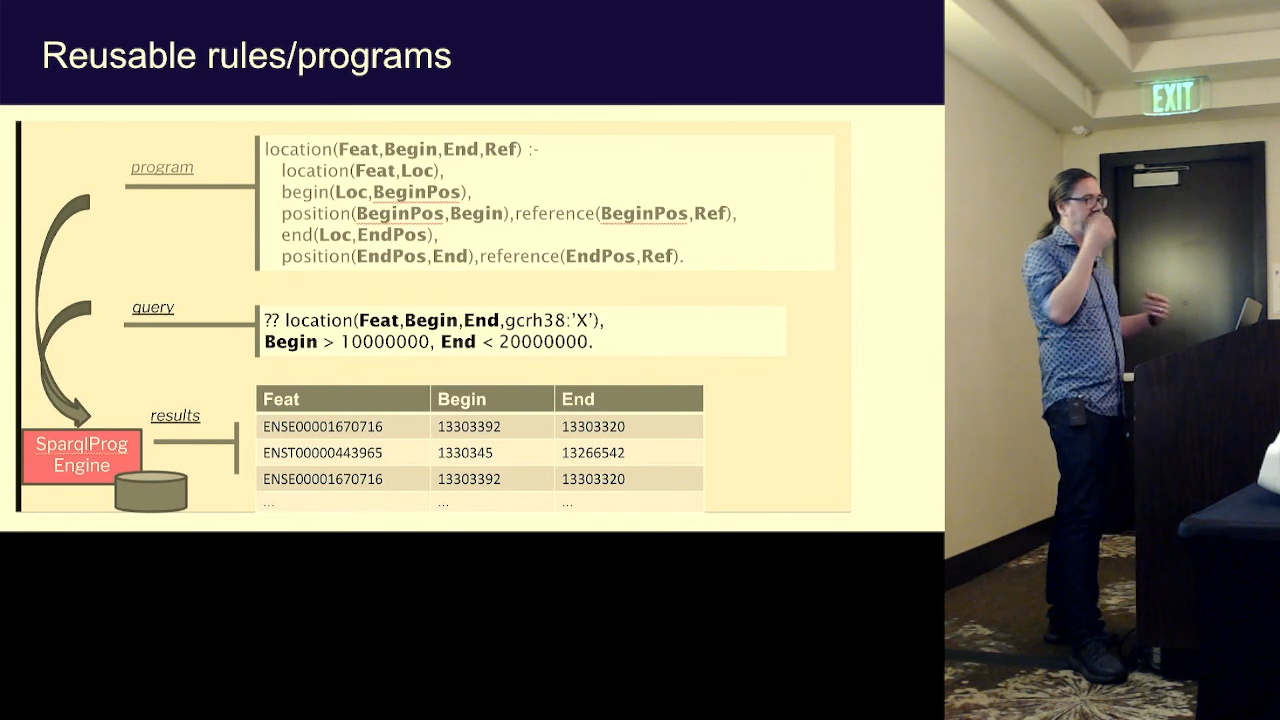 Reusable rules/programs
program
location(Feat,Begin,End,Ref) :-
location(Feat,Loc),
begin(Loc,BeginPos),
position(BeginPos,Begin),reference(BeginPos,Ref),
end(Loc,EndPos),
position(EndPos,End),reference(EndPos,Ref).
query
?? location(Feat,Begin,End,gcrh38:'X'),
Begin > 10000000, End < 20000000.
results
SparqlProg
Engine
Feat Begin End
ENSE00001670716 13303392 13303320
ENST00000443965 1330345 13266542
ENSE00001670716 13303392 13303320
... ... ...
EXIT